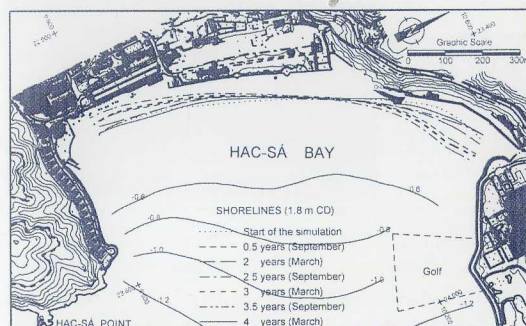 Graphic Scale
0 100 200 300
HAC-SÁ BAY
-0.6
0.6
SHORELINES (1.8 m CD)
-0.8
0.8
Start of the simulation
0.5 years (September)
-1.0
2 years (March)
2.5 years (September)
Golf
3 years (March)
3.5 years (September)
-1.2
4 years (March)
-1.2
HAC-SÁ POINT